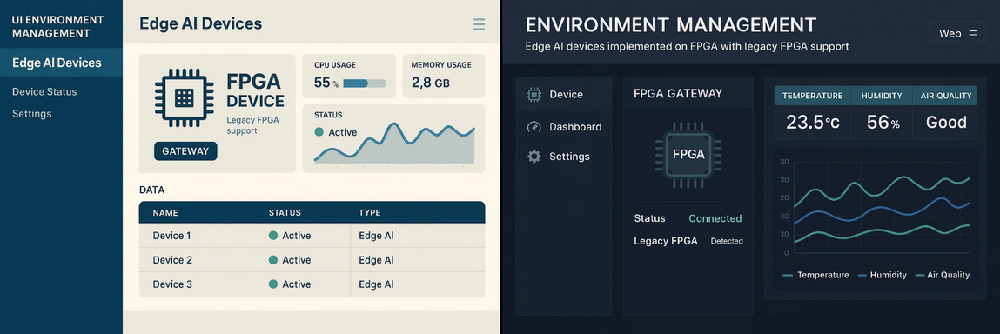 UI ENVIRONMENT
MANAGEMENT
Edge AI Devices
Device Status
Settings
Edge AI Devices
FPGA
DEVICE
Legacy FPGA
support
GATEWAY
CPU USAGE
55 %
MEMORY USAGE
2,8 GB
STATUS
Active
DATA
NAME STATUS TYPE
Device 1 Active Edge AI
Device 2 Active Edge AI
Device 3 Active Edge AI
ENVIRONMENT MANAGEMENT
Edge AI devices implemented on FPGA with legacy FPGA support
Web
Device
Dashboard
Settings
FPGA GATEWAY
FPGA
Status Connected
Legacy FPGA Detected
TEMPERATURE HUMIDITY AIR QUALITY
23.5°C 56% Good
30
30
20
10
10
0
Temperature Humidity Air Quality